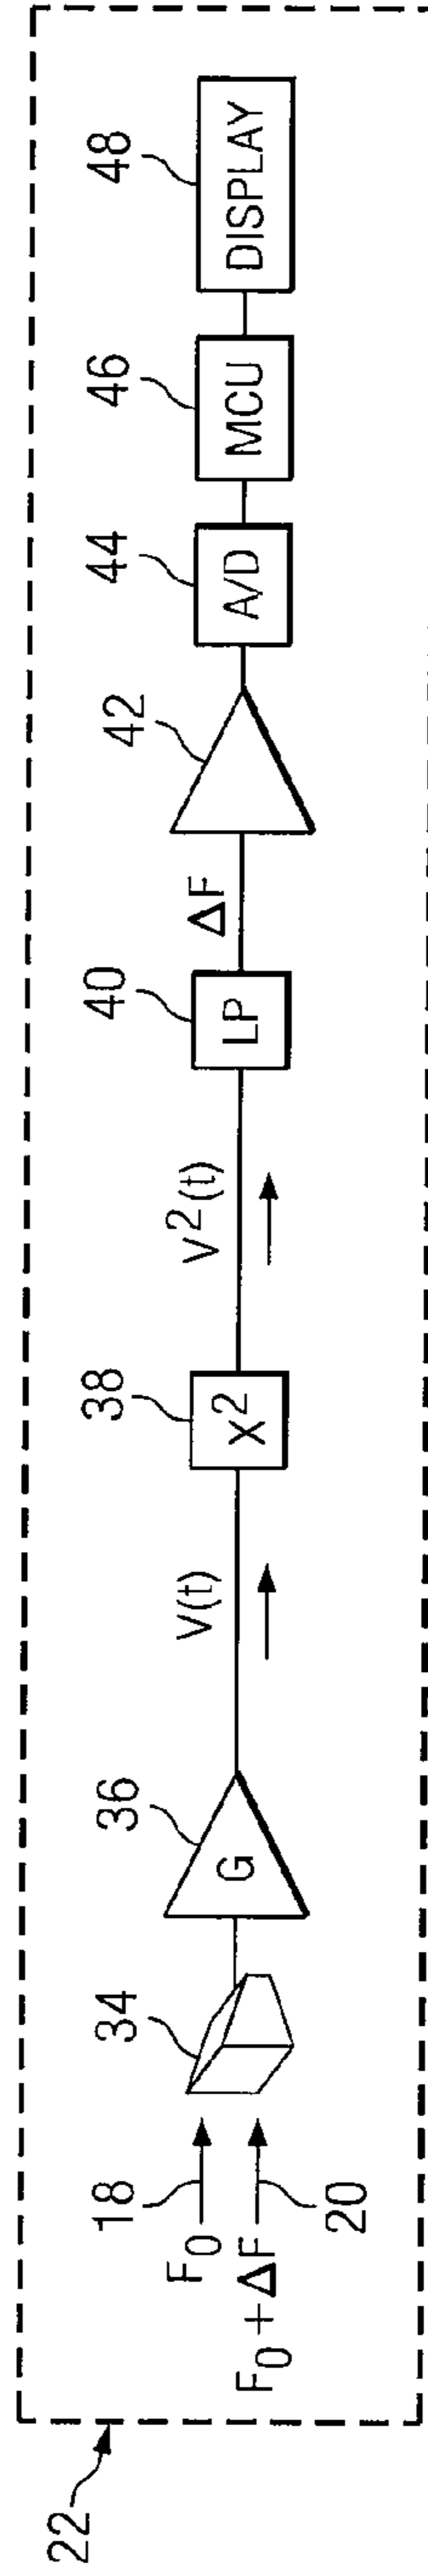 22
18
F0
F0 + ΔF
20
34
36
G
V(t)
38
X2
V2(t)
40
LP
ΔF
42
44
A/D
46
MCU
48
DISPLAY